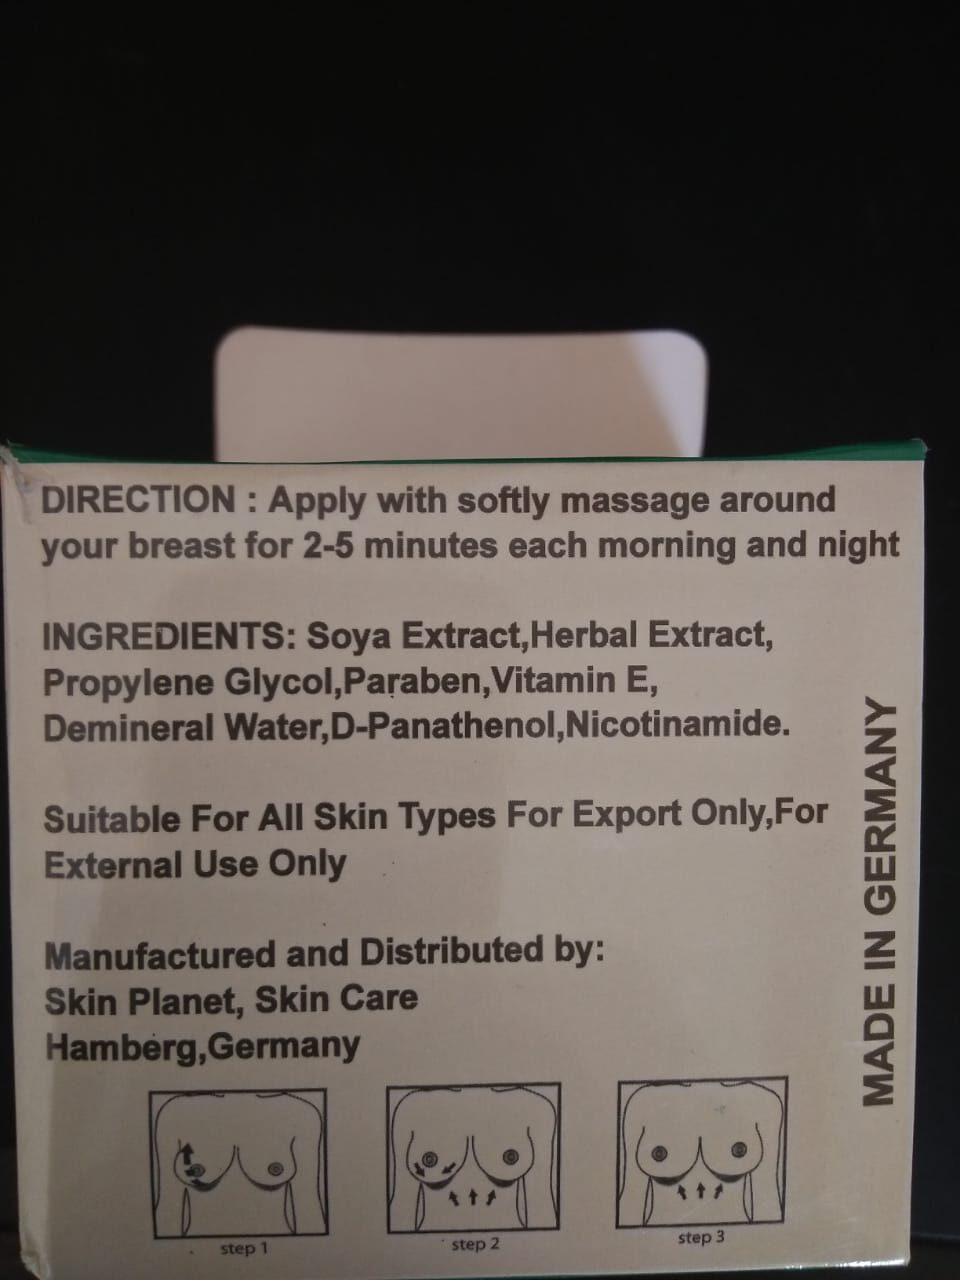 DIRECTION : Apply with softly massage around
your breast for 2-5 minutes each morning and night
INGREDIENTS: Soya Extract,Herbal Extract,
Propylene Glycol,Paraben,Vitamin E,
Demineral Water,D-Panathenol,Nicotinamide.
Suitable For All Skin Types For Export Only,For
External Use Only
Manufactured and Distributed by:
Skin Planet, Skin Care
Hamberg,Germany
MADE IN GERMANY
step 1
step 2
step 3